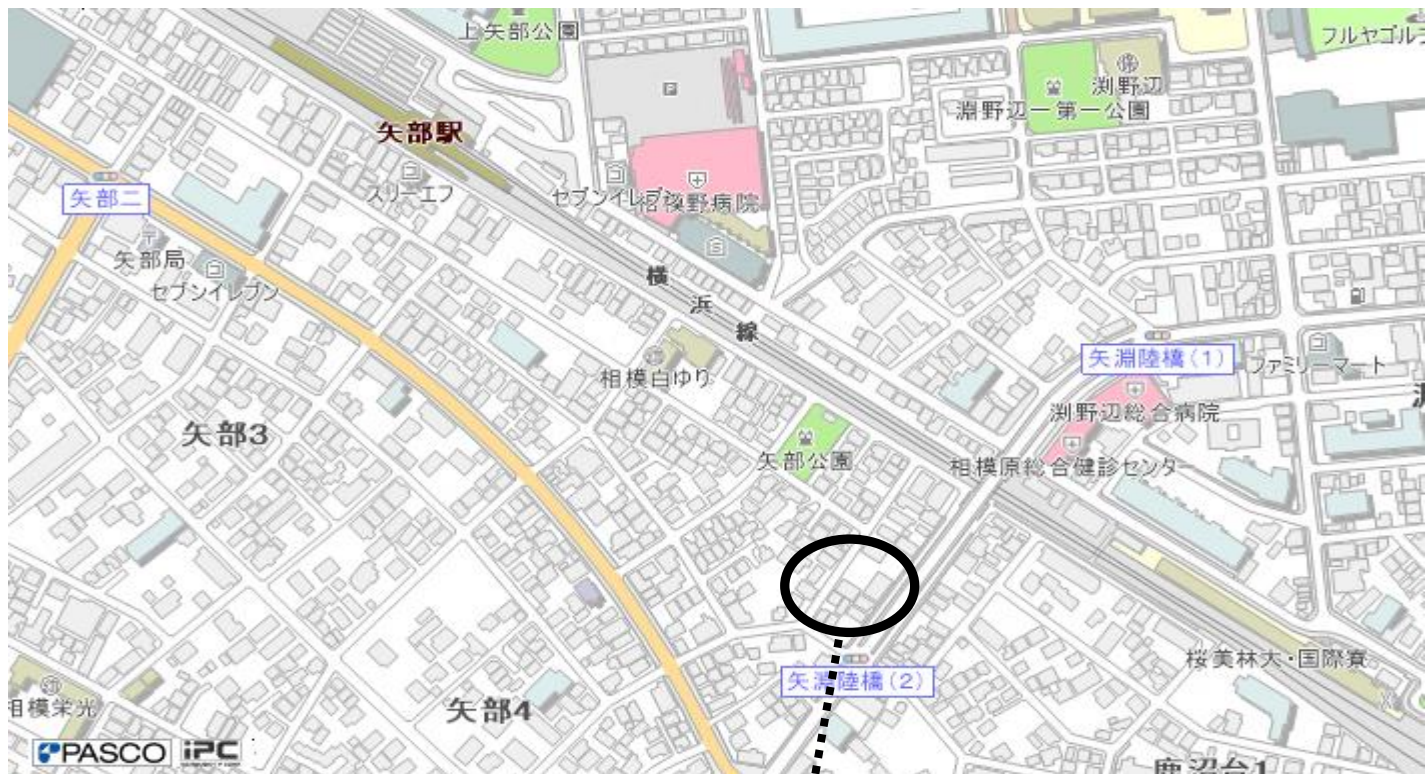 上矢部公園
フルヤゴルフ
渕野辺
淵野辺一第一公園
P
矢部駅
スリーエフ
セブンイレブン
相模野病院
矢部二
矢部局
セブンイレブン
横浜線
矢淵陸橋(1)
ファミリーマート
相模白ゆり
渕野辺総合病院
矢部3
矢部公園
相模原総合健診センター
桜美林大・国際寮
矢淵陸橋(2)
相模栄光
矢部4
鹿沼台1
PASCO iPC